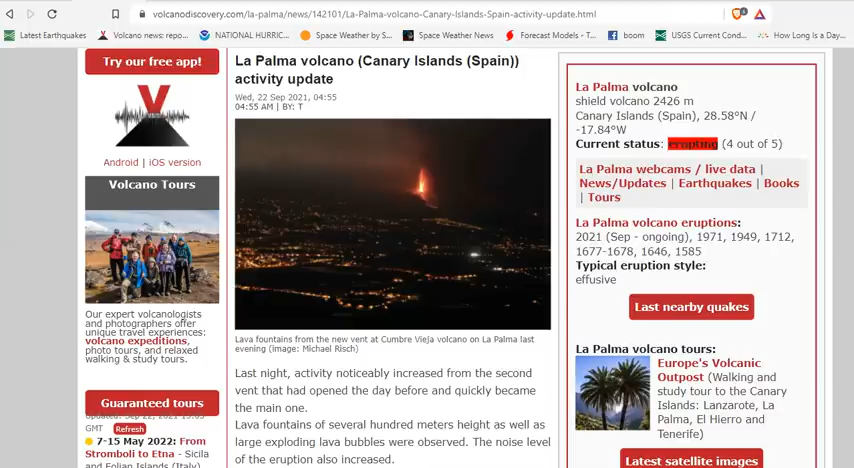 volcanodiscovery.com/la-palma/news/142101/La-Palma-volcano-Canary-Islands-Spain-activity-update.html
Latest Earthquakes
Volcano news: repo...
NATIONAL HURRIC...
Space Weather by S...
Space Weather News
Forecast Models - T...
boom
USGS Current Cond...
How Long is a Day...
Try our free app!
Android | iOS version
Volcano Tours
Our expert volcanologists
and photographers offer
unique travel experiences:
volcano expeditions,
photo tours, and relaxed
walking & study tours.
Guaranteed tours
GMT Refresh
7-15 May 2022: From
Stromboli to Etna - Sicila
and Eolian Islands (Italy)
La Palma volcano (Canary Islands (Spain))
activity update
Wed, 22 Sep 2021, 04:55
04:55 AM | BY: T
Lava fountains from the new vent at Cumbre Vieja volcano on La Palma last
evening (image: Michael Risch)
Last night, activity noticeably increased from the second
vent that had opened the day before and quickly became
the main one.
Lava fountains of several hundred meters height as well as
large exploding lava bubbles were observed. The noise level
of the eruption also increased.
La Palma volcano
shield volcano 2426 m
Canary Islands (Spain), 28.58°N /
-17.84°W
Current status: erupting (4 out of 5)
La Palma webcams / live data |
News/Updates | Earthquakes | Books
| Tours
La Palma volcano eruptions:
2021 (Sep - ongoing), 1971, 1949, 1712,
1677-1678, 1646, 1585
Typical eruption style:
effusive
Last nearby quakes
La Palma volcano tours:
Europe's Volcanic
Outpost (Walking and
study tour to the Canary
Islands: Lanzarote, La
Palma, El Hierro and
Tenerife)
Latest satellite images